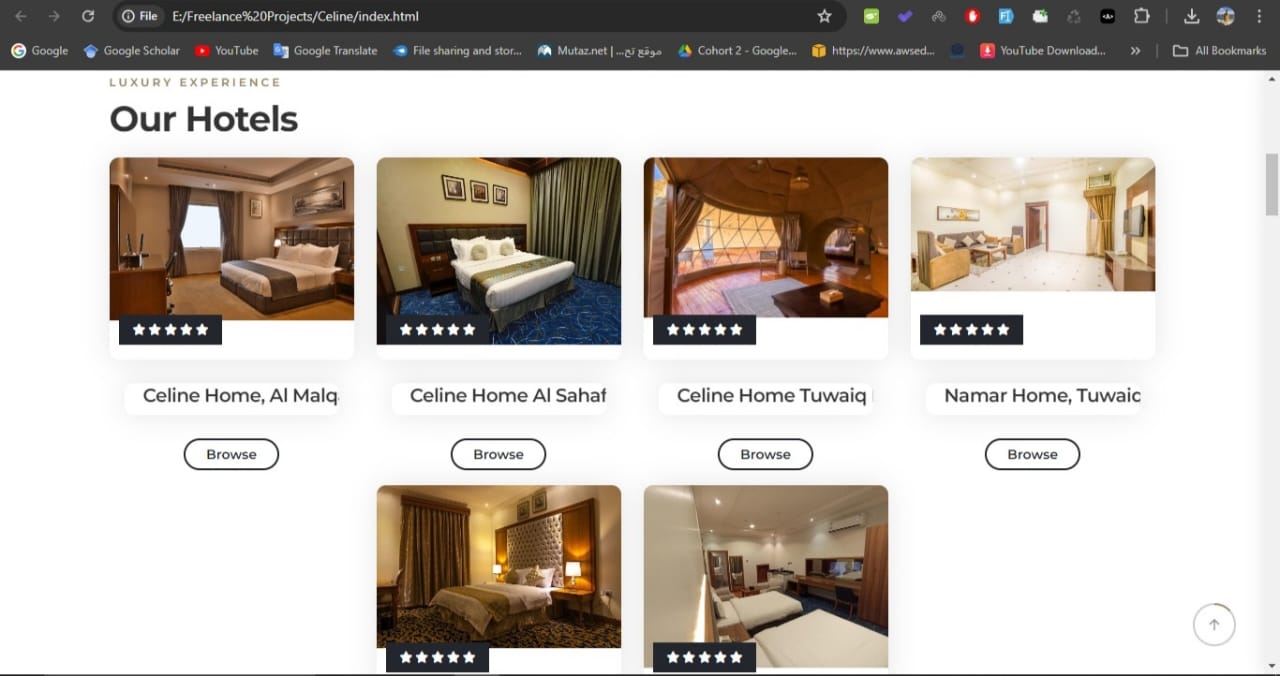 File
E:/Freelance%20Projects/Celine/index.html
Google
Google Scholar
YouTube
Google Translate
File sharing and stor...
Mutaz.net | موقع تح...
Cohort 2 - Google...
https://www.awsed...
YouTube Download...
»
All Bookmarks
LUXURY EXPERIENCE
Our Hotels
Celine Home, Al Malq
Celine Home Al Sahaf
Celine Home Tuwaiq
Namar Home, Tuwaiq
Browse
Browse
Browse
Browse